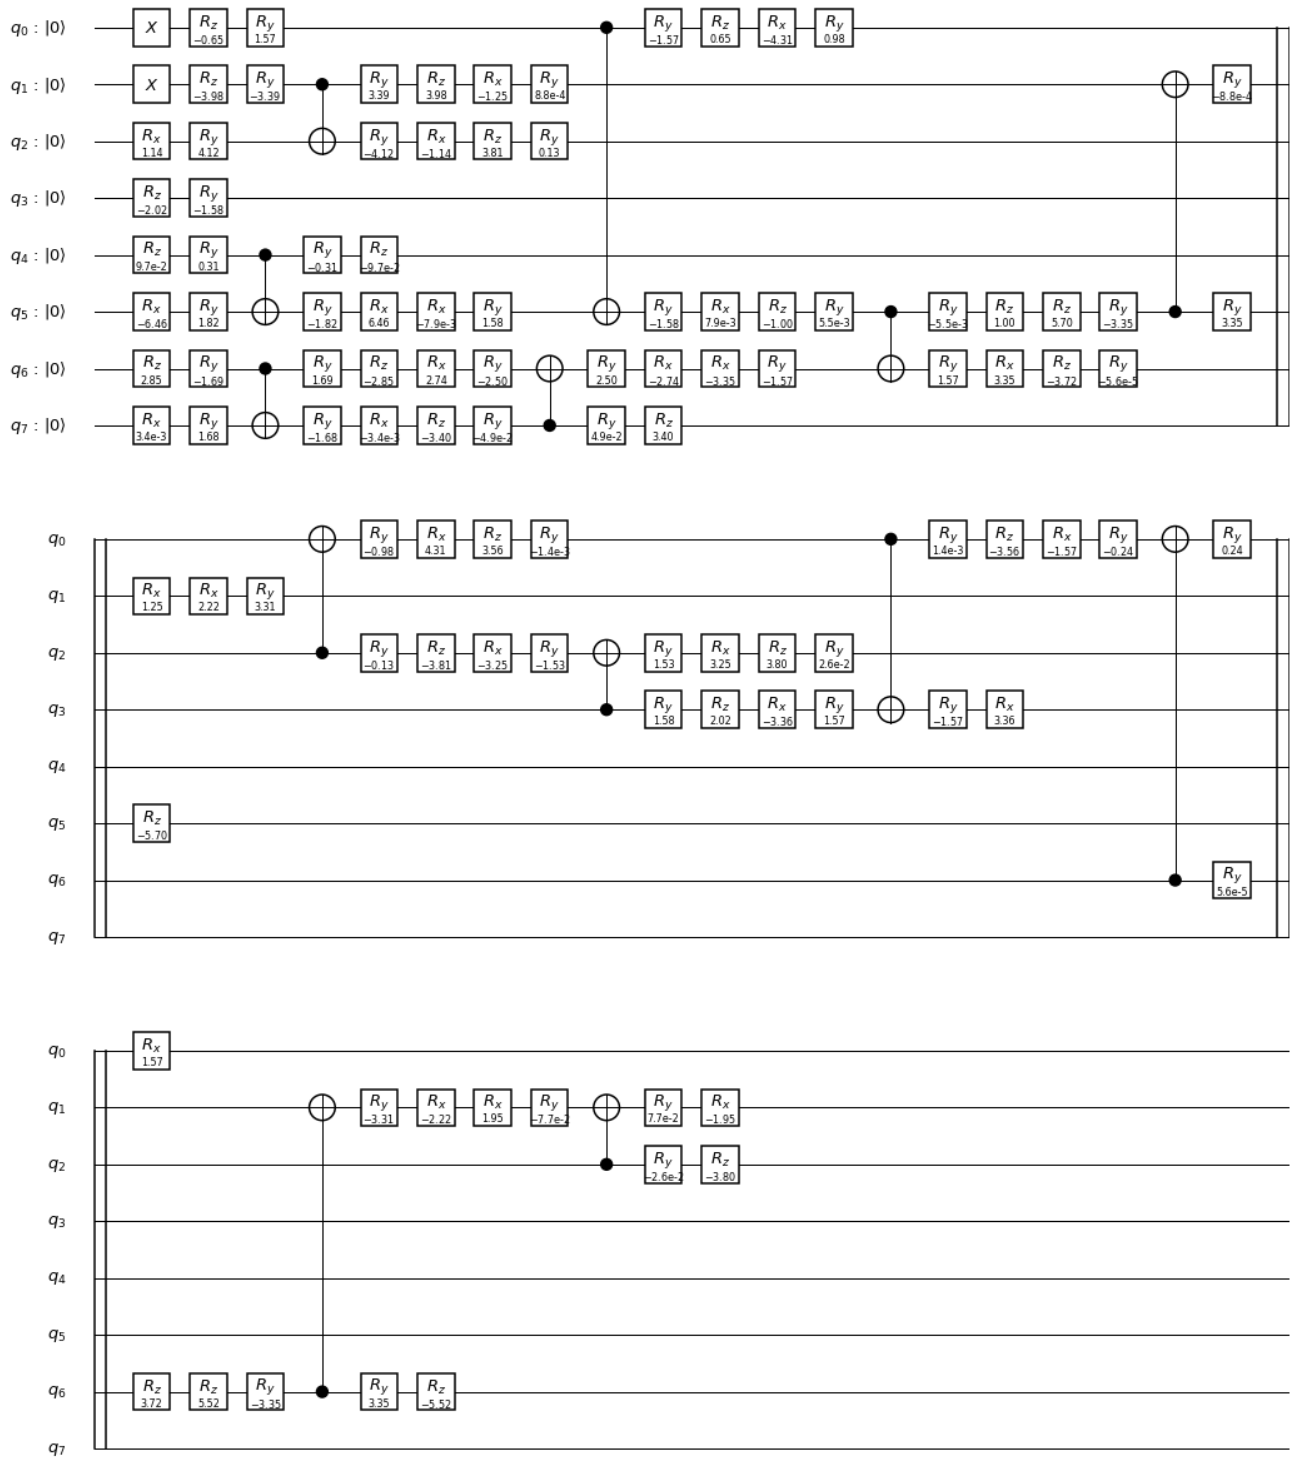 q0 : |0⟩ X Rz −0.65 Ry 1.57 Ry −1.57 Rz 0.65 Rx −4.31 Ry 0.98
q1 : |0⟩ X Rz −3.98 Ry −3.39 Ry 3.39 Rz 3.98 Rx −1.25 Ry 8.8e-4 Ry −8.8e-4
q2 : |0⟩ Rx 1.14 Ry 4.12 Ry −4.12 Rx −1.14 Rz 3.81 Ry 0.13
q3 : |0⟩ Rz −2.02 Ry −1.58
q4 : |0⟩ Rz 9.7e-2 Ry 0.31 Ry −0.31 Rz −9.7e-2
q5 : |0⟩ Rx −6.46 Ry 1.82 Ry −1.82 Rx 6.46 Rx −7.9e-3 Ry 1.58 Ry −1.58 Rx 7.9e-3 Rz −1.00 Ry 5.5e-3 Ry −5.5e-3 Rz 1.00 Rz 5.70 Ry −3.35 Ry 3.35
q6 : |0⟩ Rz 2.85 Ry −1.69 Ry 1.69 Rz −2.85 Rx 2.74 Ry −2.50 Ry 2.50 Rx −2.74 Rx −3.35 Ry −1.57 Ry 1.57 Rx 3.35 Rz −3.72 Ry −5.6e-5
q7 : |0⟩ Rx 3.4e-3 Ry 1.68 Ry −1.68 Rx −3.4e-3 Rz −3.40 Ry −4.9e-2 Ry 4.9e-2 Rz 3.40
q0 Ry −0.98 Rx 4.31 Rz 3.56 Ry −1.4e-3 Ry 1.4e-3 Rz −3.56 Rx −1.57 Ry −0.24 Ry 0.24
q1 Rx 1.25 Rx 2.22 Ry 3.31
q2 Ry −0.13 Rz −3.81 Rx −3.25 Ry −1.53 Ry 1.53 Rx 3.25 Rz 3.80 Ry 2.6e-2
q3 Ry 1.58 Rz 2.02 Rx −3.36 Ry 1.57 Ry −1.57 Rx 3.36
q4
q5 Rz −5.70
q6 Ry 5.6e-5
q7
q0 Rx 1.57
q1 Ry −3.31 Rx −2.22 Rx 1.95 Ry −7.7e-2 Ry 7.7e-2 Rx −1.95
q2 Ry −2.6e-2 Rz −3.80
q3
q4
q5
q6 Rz 3.72 Rz 5.52 Ry −3.35 Ry 3.35 Rz −5.52
q7